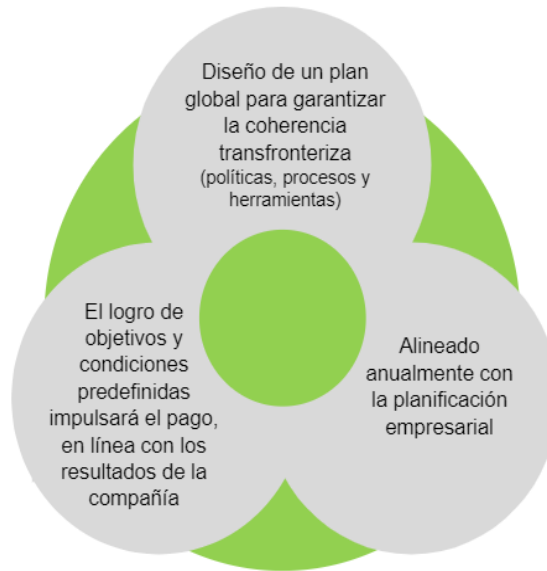 Diseño de un plan
global para garantizar
la coherencia
transfronteriza
(políticas, procesos y
herramientas)
El logro de
objetivos y
condiciones
predefinidas
impulsará el pago,
en línea con los
resultados de la
compañía
Alineado
anualmente con
la planificación
empresarial